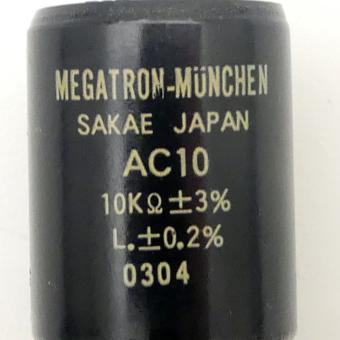 MEGATRON-MüNCHEN
SAKAE JAPAN
AC10
10KΩ ±3%
L.±0.2%
0304